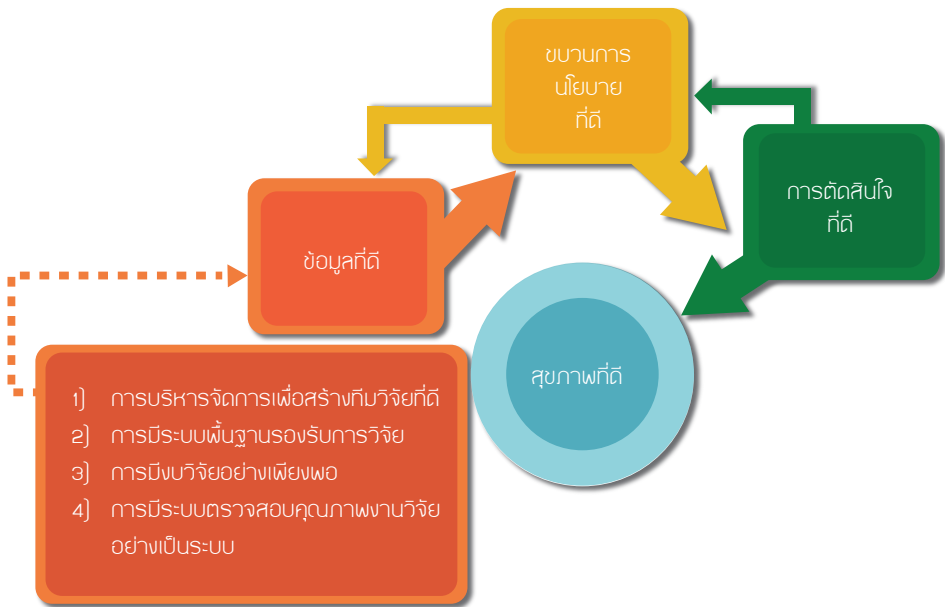 ขบวนการ
นโยบาย
ที่ดี
การตัดสินใจ
ที่ดี
ข้อมูลที่ดี
สุขภาพที่ดี
1) การบริหารจัดการเพื่อสร้างทีมวิจัยที่ดี
2) การมีระบบพื้นฐานรองรับการวิจัย
3) การมีงบวิจัยอย่างเพียงพอ
4) การมีระบบตรวจสอบคุณภาพงานวิจัย
อย่างเป็นระบบ